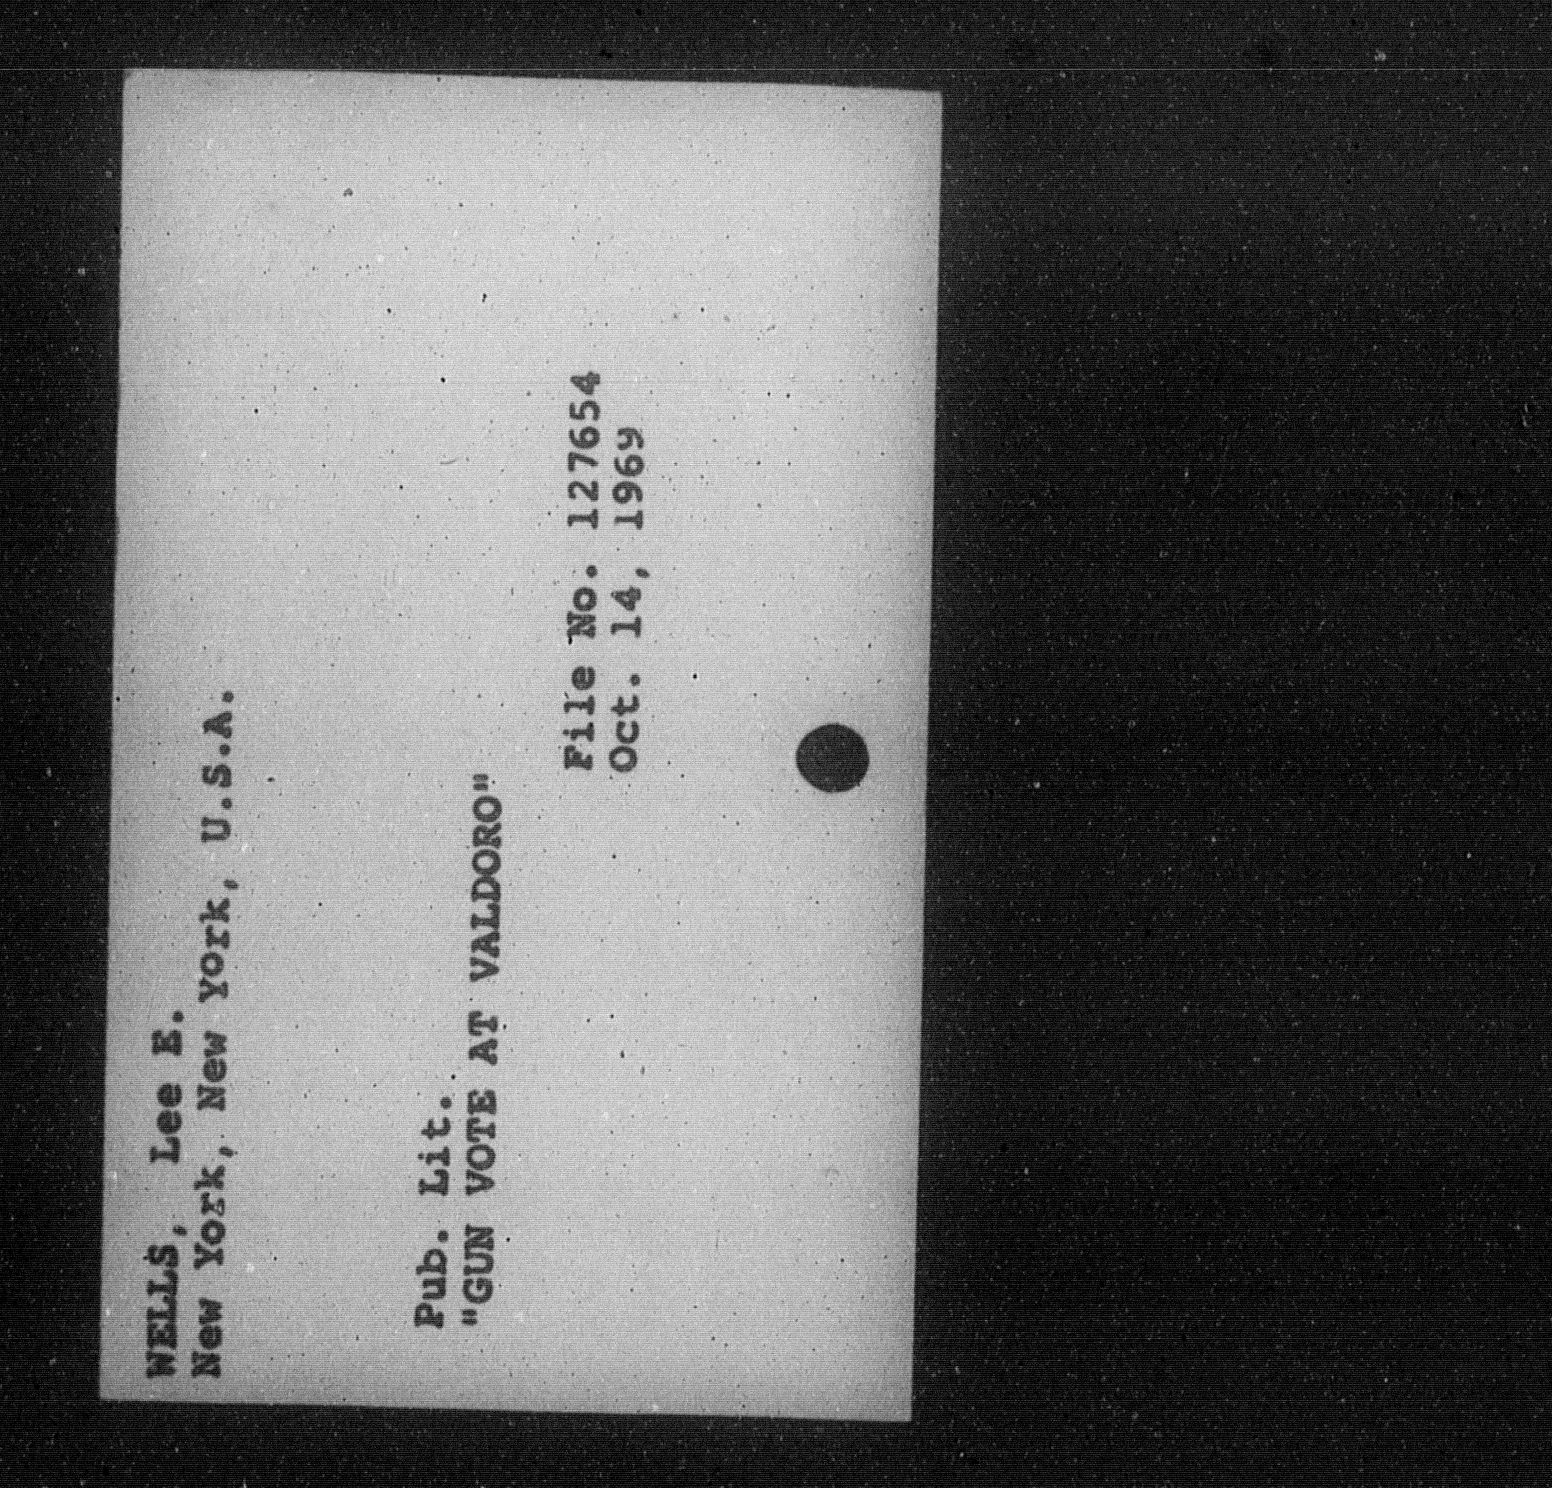 WELLS, Lee E.
New York, New York, U.S.A.
Pub. Lit.
"GUN VOTE AT VALDORO"
File No. 127654
Oct. 14, 1969